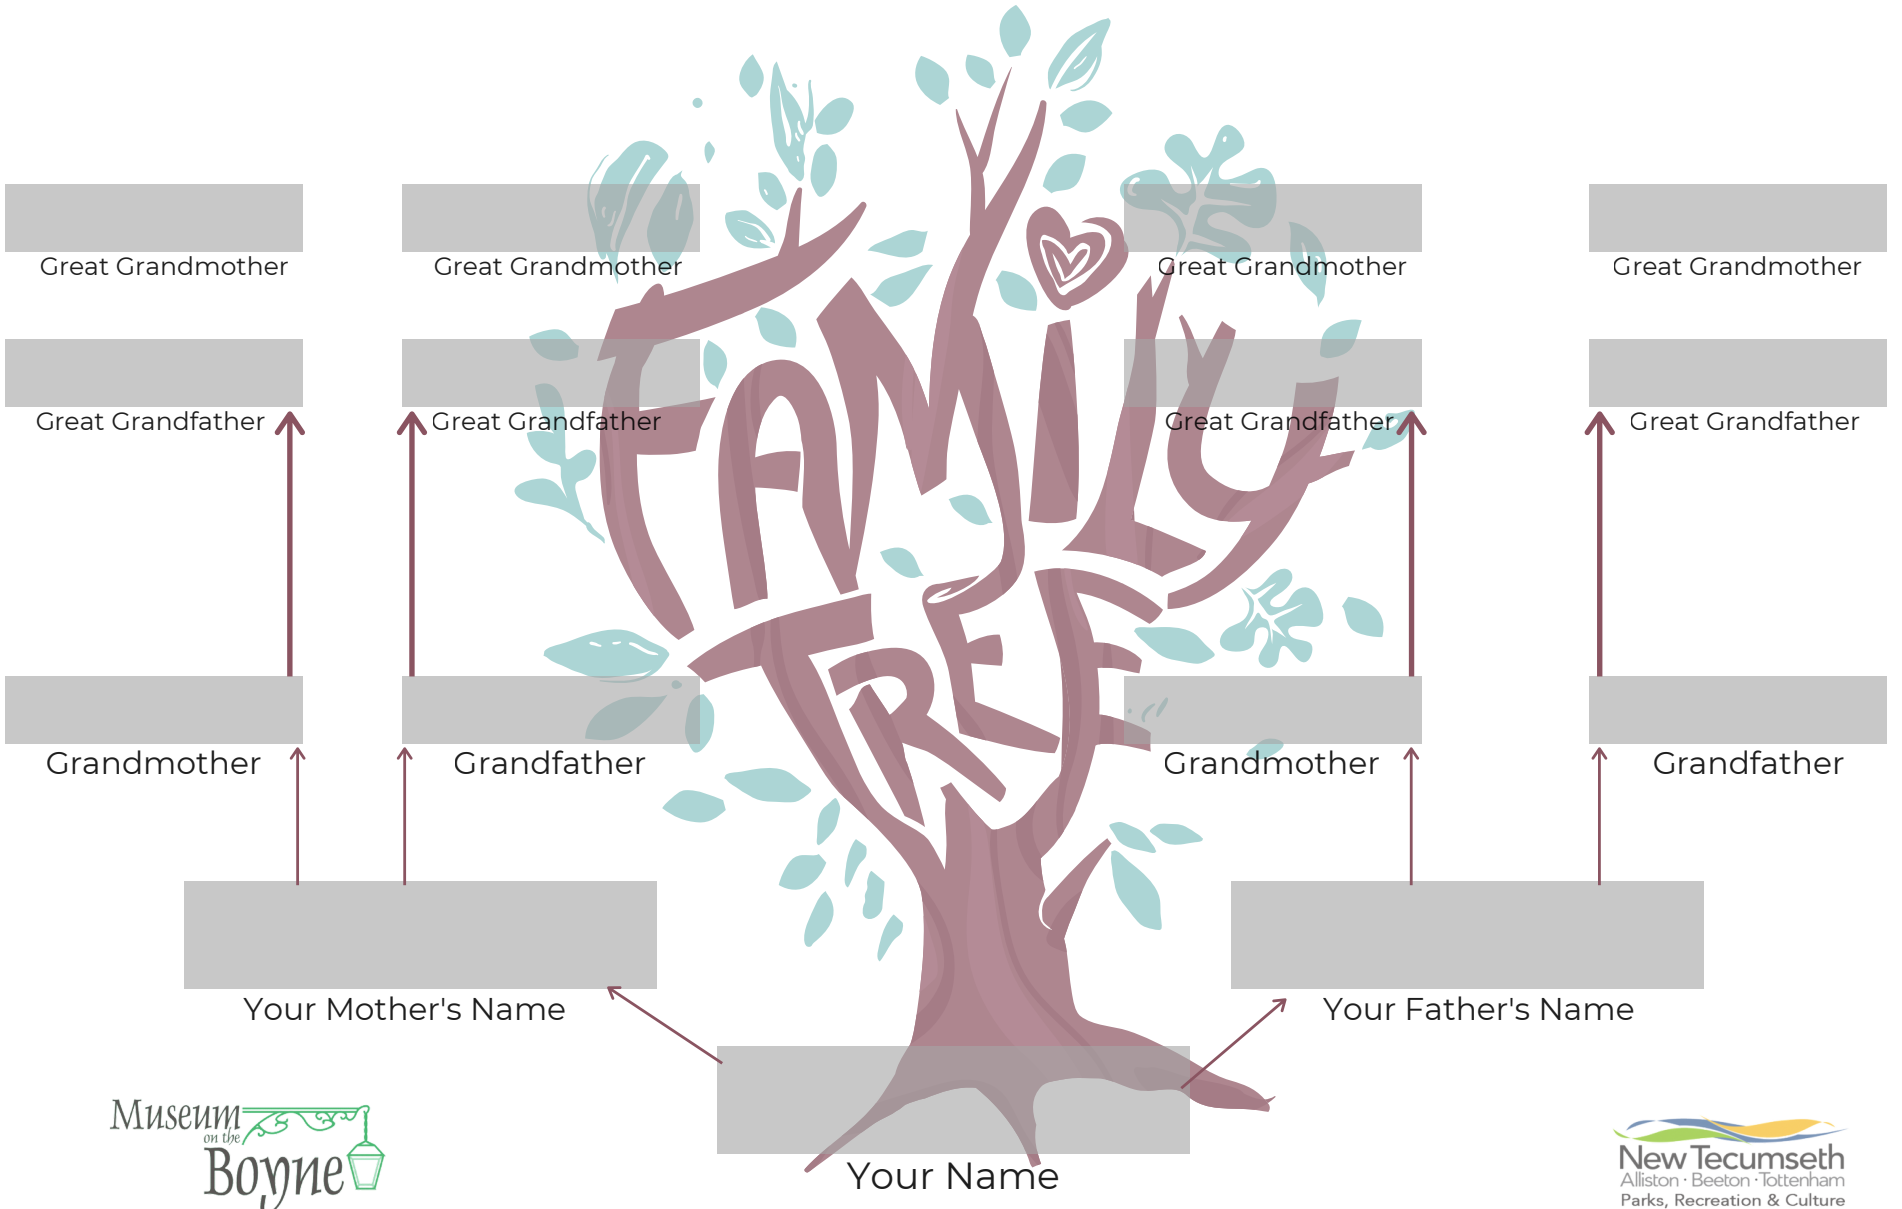 FAMILY
TREE
Great Grandmother
Great Grandmother
Great Grandmother
Great Grandmother
Great Grandfather
Great Grandfather
Great Grandfather
Great Grandfather
Grandmother
Grandfather
Grandmother
Grandfather
Your Mother's Name
Your Father's Name
Your Name
Museum
on the
Boyne
New Tecumseth
Alliston · Beeton · Tottenham
Parks, Recreation & Culture